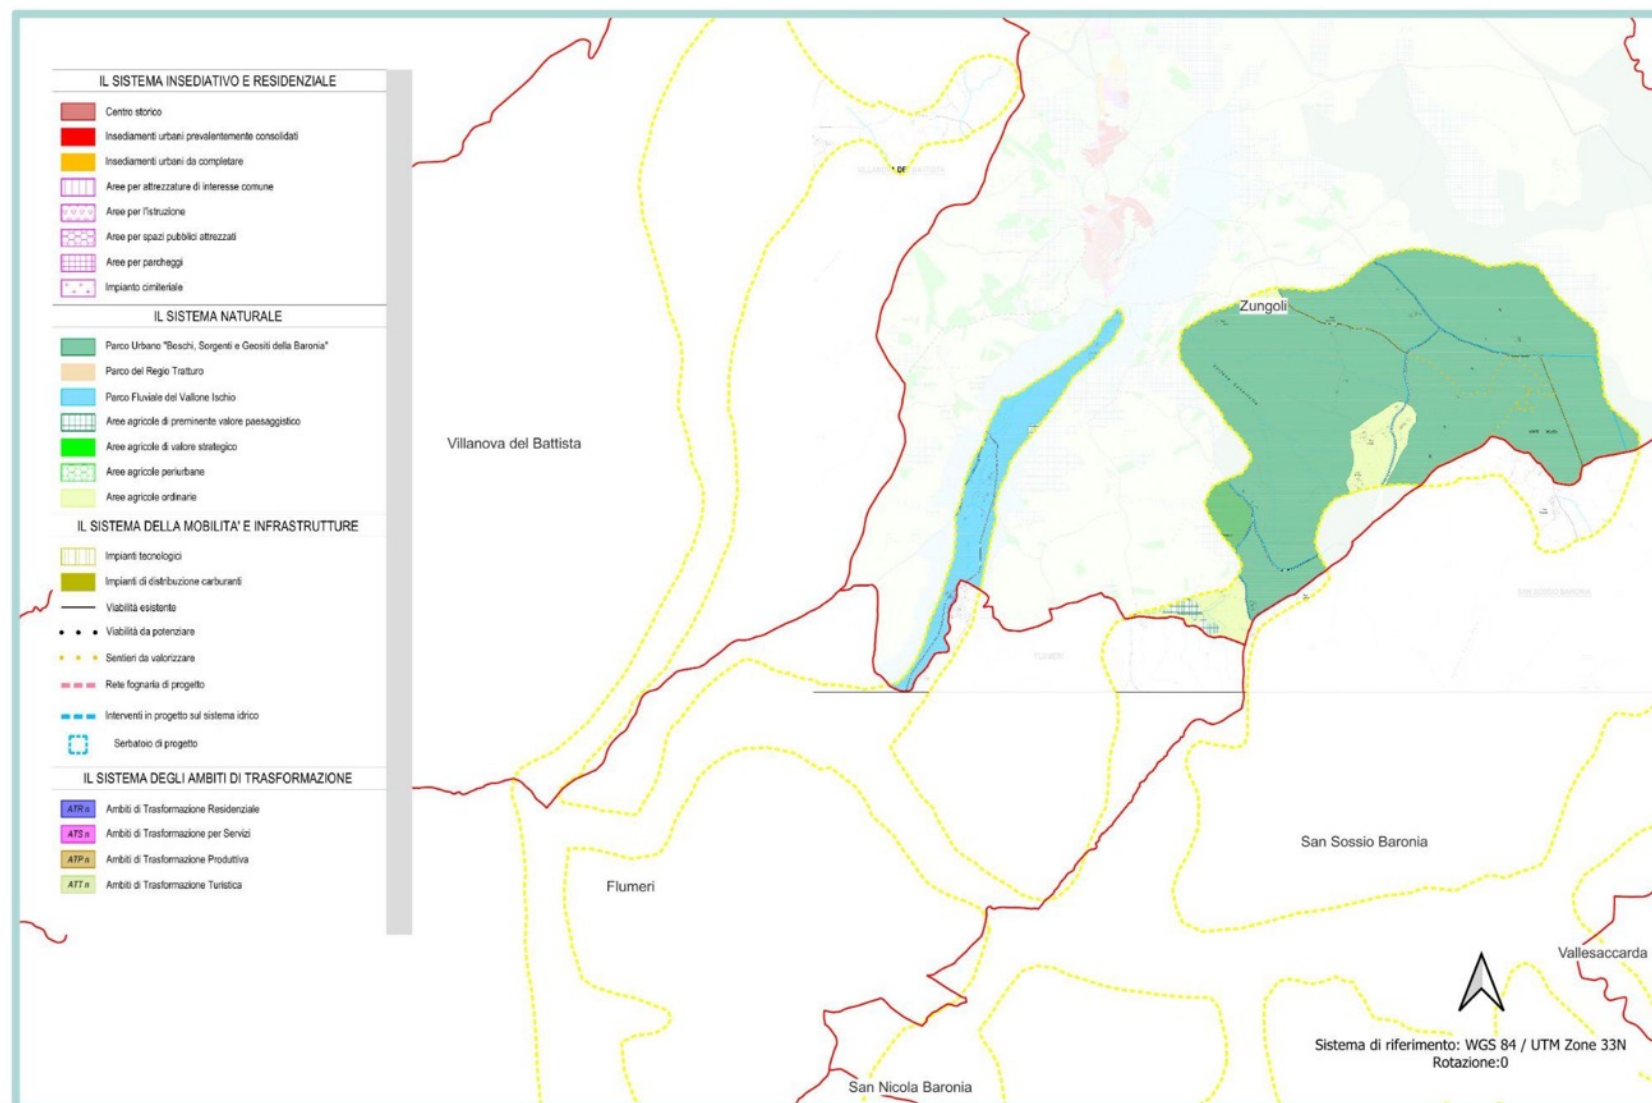 IL SISTEMA INSEDIATIVO E RESIDENZIALE
Centro storico
Insediamenti urbani prevalentemente consolidati
Insediamenti urbani da completare
Aree per attrezzature di interesse comune
Aree per l'istruzione
Aree per spazi pubblici attrezzati
Aree per parcheggi
Impianto cimiteriale
IL SISTEMA NATURALE
Parco Urbano "Boschi, Sorgenti e Geositi della Baronia"
Parco del Regio Tratturo
Parco Fluviale del Vallone Ischio
Aree agricole di preminente valore paesaggistico
Aree agricole di valore strategico
Aree agricole periurbane
Aree agricole ordinarie
IL SISTEMA DELLA MOBILITA' E INFRASTRUTTURE
Impianti tecnologici
Impianti di distribuzione carburanti
Viabilità esistente
Viabilità da potenziare
Sentieri da valorizzare
Rete fognaria di progetto
Interventi in progetto sul sistema idrico
Serbatoio di progetto
IL SISTEMA DEGLI AMBITI DI TRASFORMAZIONE
ATR n Ambiti di Trasformazione Residenziale
ATS n Ambiti di Trasformazione per Servizi
ATP n Ambiti di Trasformazione Produttiva
ATT n Ambiti di Trasformazione Turistica
VILLANOVA DEL BATTISTA
Zungoli
Villanova del Battista
SAN SOSSIO BARONIA
FLUMERI
San Sossio Baronia
Flumeri
Vallesaccarda
Sistema di riferimento: WGS 84 / UTM Zone 33N
Rotazione:0
San Nicola Baronia